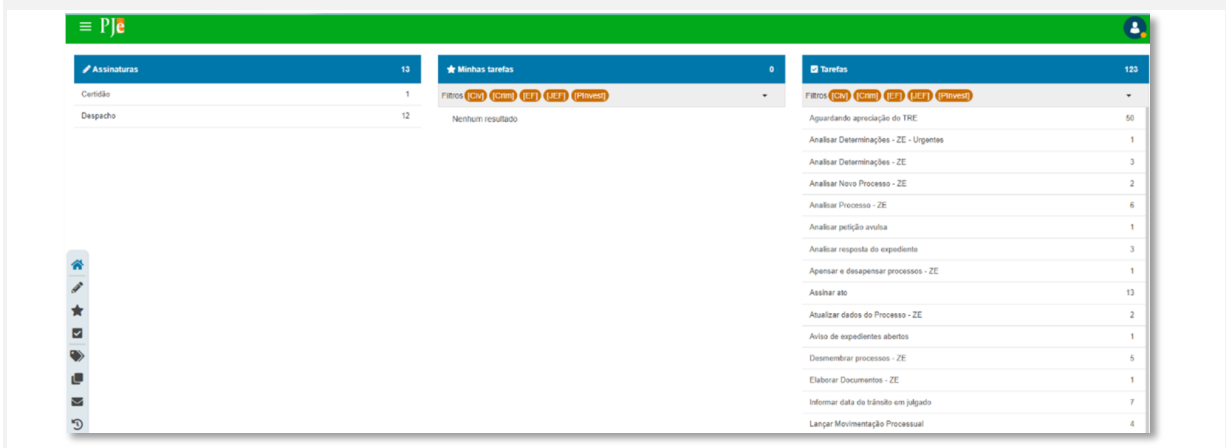 PJe
Assinaturas 13
Certidão 1
Despacho 12
Minhas tarefas 0
Filtros (Civ) (Crim) (EF) (JEF) (PInvest)
Nenhum resultado
Tarefas 123
Filtros (Civ) (Crim) (EF) (JEF) (PInvest)
Aguardando apreciação do TRE 50
Analisar Determinações - ZE - Urgentes 1
Analisar Determinações - ZE 3
Analisar Novo Processo - ZE 2
Analisar Processo - ZE 6
Analisar petição avulsa 1
Analisar resposta do expediente 3
Apensar e desapensar processos - ZE 1
Assinar ato 13
Atualizar dados do Processo - ZE 2
Aviso de expedientes abertos 1
Desmembrar processos - ZE 5
Elaborar Documentos - ZE 1
Informar data do trânsito em julgado 7
Lançar Movimentação Processual 4